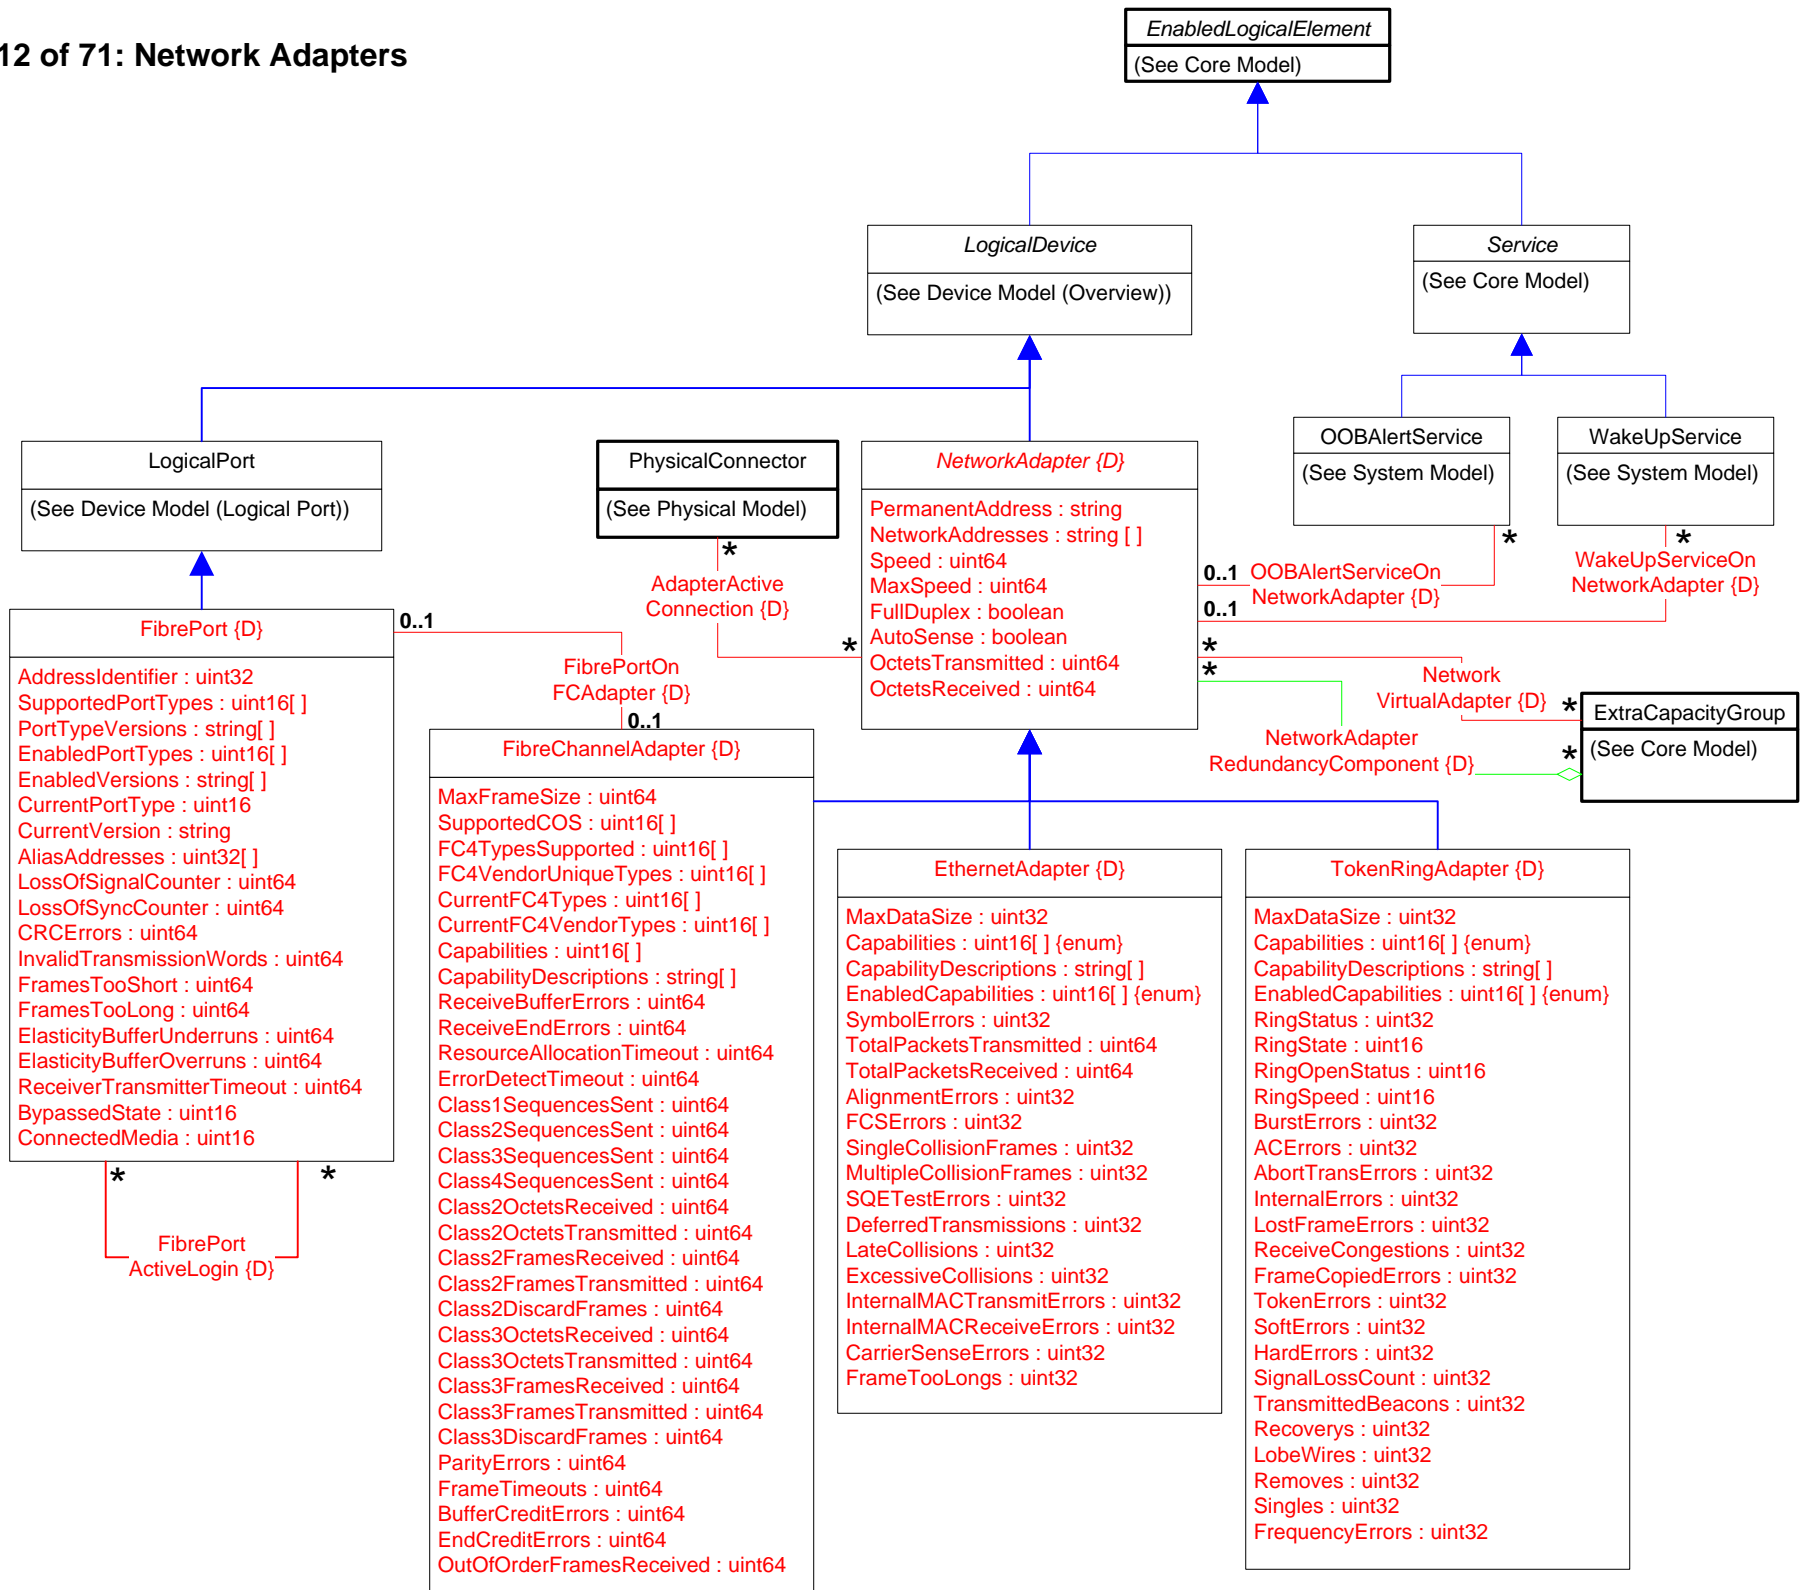 12 of 71: Network Adapters
EnabledLogicalElement
(See Core Model)
LogicalDevice
(See Device Model (Overview))
Service
(See Core Model)
LogicalPort
(See Device Model (Logical Port))
PhysicalConnector
(See Physical Model)
*
AdapterActive
Connection {D}
*
NetworkAdapter {D}
PermanentAddress : string
NetworkAddresses : string [ ]
Speed : uint64
MaxSpeed : uint64
FullDuplex : boolean
AutoSense : boolean
OctetsTransmitted : uint64
OctetsReceived : uint64
OOBAlertService
(See System Model)
WakeUpService
(See System Model)
*
*
0..1
OOBAlertServiceOn
NetworkAdapter {D}
WakeUpServiceOn
NetworkAdapter {D}
0..1
*
*
Network
VirtualAdapter {D}
*
NetworkAdapter
RedundancyComponent {D}
*
ExtraCapacityGroup
(See Core Model)
FibrePort {D}
AddressIdentifier : uint32
SupportedPortTypes : uint16[ ]
PortTypeVersions : string[ ]
EnabledPortTypes : uint16[ ]
EnabledVersions : string[ ]
CurrentPortType : uint16
CurrentVersion : string
AliasAddresses : uint32[ ]
LossOfSignalCounter : uint64
LossOfSyncCounter : uint64
CRCErrors : uint64
InvalidTransmissionWords : uint64
FramesTooShort : uint64
FramesTooLong : uint64
ElasticityBufferUnderruns : uint64
ElasticityBufferOverruns : uint64
ReceiverTransmitterTimeout : uint64
BypassedState : uint16
ConnectedMedia : uint16
*
*
FibrePort
ActiveLogin {D}
0..1
FibrePortOn
FCAdapter {D}
0..1
FibreChannelAdapter {D}
MaxFrameSize : uint64
SupportedCOS : uint16[ ]
FC4TypesSupported : uint16[ ]
FC4VendorUniqueTypes : uint16[ ]
CurrentFC4Types : uint16[ ]
CurrentFC4VendorTypes : uint16[ ]
Capabilities : uint16[ ]
CapabilityDescriptions : string[ ]
ReceiveBufferErrors : uint64
ReceiveEndErrors : uint64
ResourceAllocationTimeout : uint64
ErrorDetectTimeout : uint64
Class1SequencesSent : uint64
Class2SequencesSent : uint64
Class3SequencesSent : uint64
Class4SequencesSent : uint64
Class2OctetsReceived : uint64
Class2OctetsTransmitted : uint64
Class2FramesReceived : uint64
Class2FramesTransmitted : uint64
Class2DiscardFrames : uint64
Class3OctetsReceived : uint64
Class3OctetsTransmitted : uint64
Class3FramesReceived : uint64
Class3FramesTransmitted : uint64
Class3DiscardFrames : uint64
ParityErrors : uint64
FrameTimeouts : uint64
BufferCreditErrors : uint64
EndCreditErrors : uint64
OutOfOrderFramesReceived : uint64
EthernetAdapter {D}
MaxDataSize : uint32
Capabilities : uint16[ ] {enum}
CapabilityDescriptions : string[ ]
EnabledCapabilities : uint16[ ] {enum}
SymbolErrors : uint32
TotalPacketsTransmitted : uint64
TotalPacketsReceived : uint64
AlignmentErrors : uint32
FCSErrors : uint32
SingleCollisionFrames : uint32
MultipleCollisionFrames : uint32
SQETestErrors : uint32
DeferredTransmissions : uint32
LateCollisions : uint32
ExcessiveCollisions : uint32
InternalMACTransmitErrors : uint32
InternalMACReceiveErrors : uint32
CarrierSenseErrors : uint32
FrameTooLongs : uint32
TokenRingAdapter {D}
MaxDataSize : uint32
Capabilities : uint16[ ] {enum}
CapabilityDescriptions : string[ ]
EnabledCapabilities : uint16[ ] {enum}
RingStatus : uint32
RingState : uint16
RingOpenStatus : uint16
RingSpeed : uint16
BurstErrors : uint32
ACErrors : uint32
AbortTransErrors : uint32
InternalErrors : uint32
LostFrameErrors : uint32
ReceiveCongestions : uint32
FrameCopiedErrors : uint32
TokenErrors : uint32
SoftErrors : uint32
HardErrors : uint32
SignalLossCount : uint32
TransmittedBeacons : uint32
Recoverys : uint32
LobeWires : uint32
Removes : uint32
Singles : uint32
FrequencyErrors : uint32